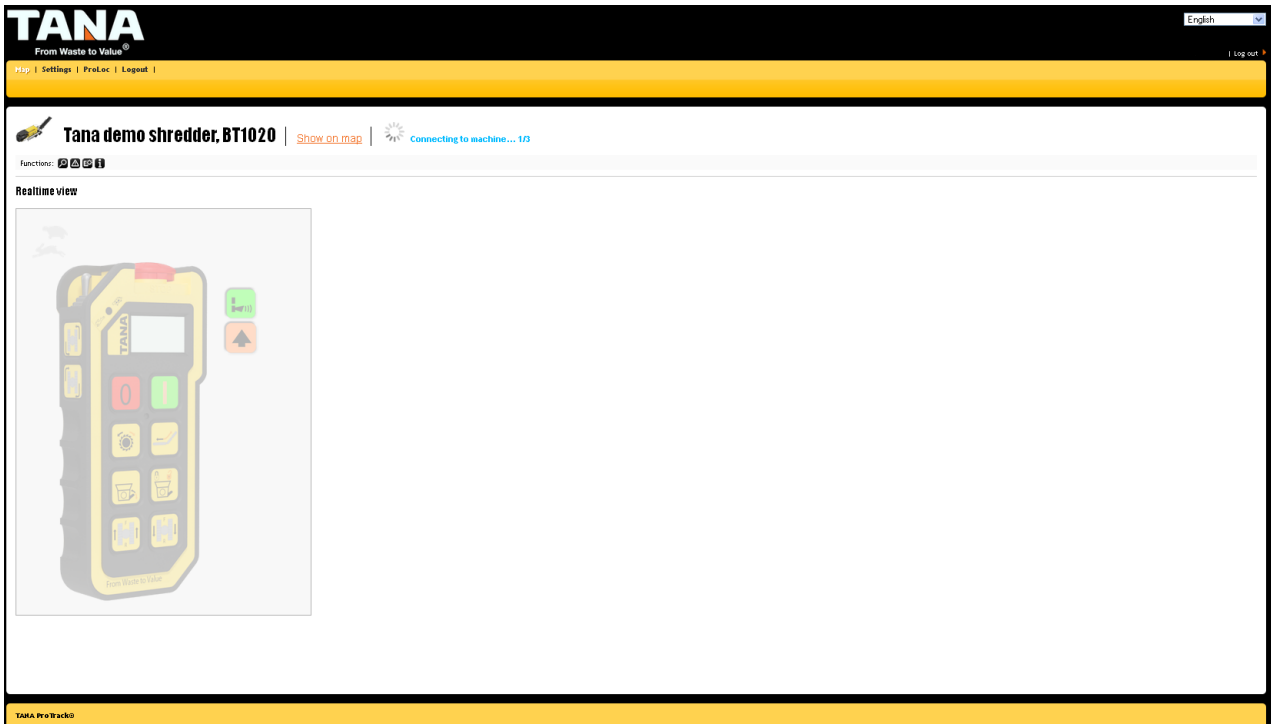 TANA
From Waste to Value®
English
| Log out
Map | Settings | ProLoc | Logout |
Tana demo shredder, BT1020 | Show on map | Connecting to machine... 1/3
Functions:
Realtime view
TANA
0 I
From Waste to Value
TANA ProTrack®